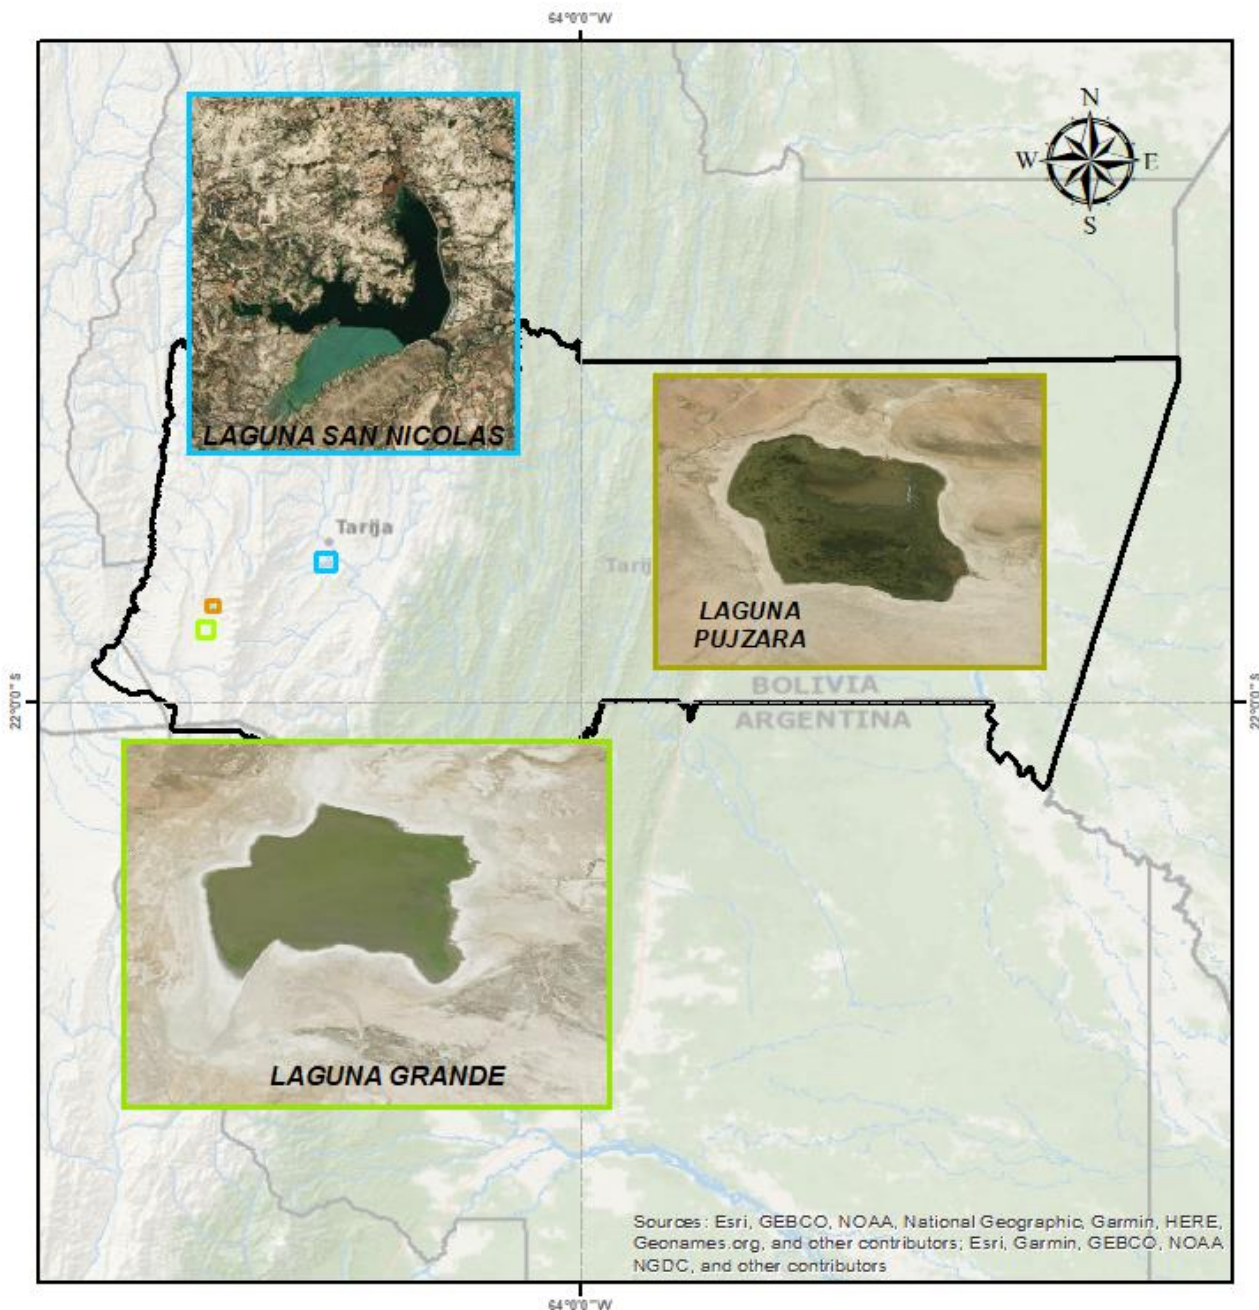 64°0'0"W
N
W E
S
LAGUNA SAN NICOLAS
Tarija
Tarij
LAGUNA
PUJZARA
22°0'0"S
22°0'0"S
BOLIVIA
ARGENTINA
LAGUNA GRANDE
Sources: Esri, GEBCO, NOAA, National Geographic, Garmin, HERE,
Geonames.org, and other contributors; Esri, Garmin, GEBCO, NOAA
NGDC, and other contributors
64°0'0"W